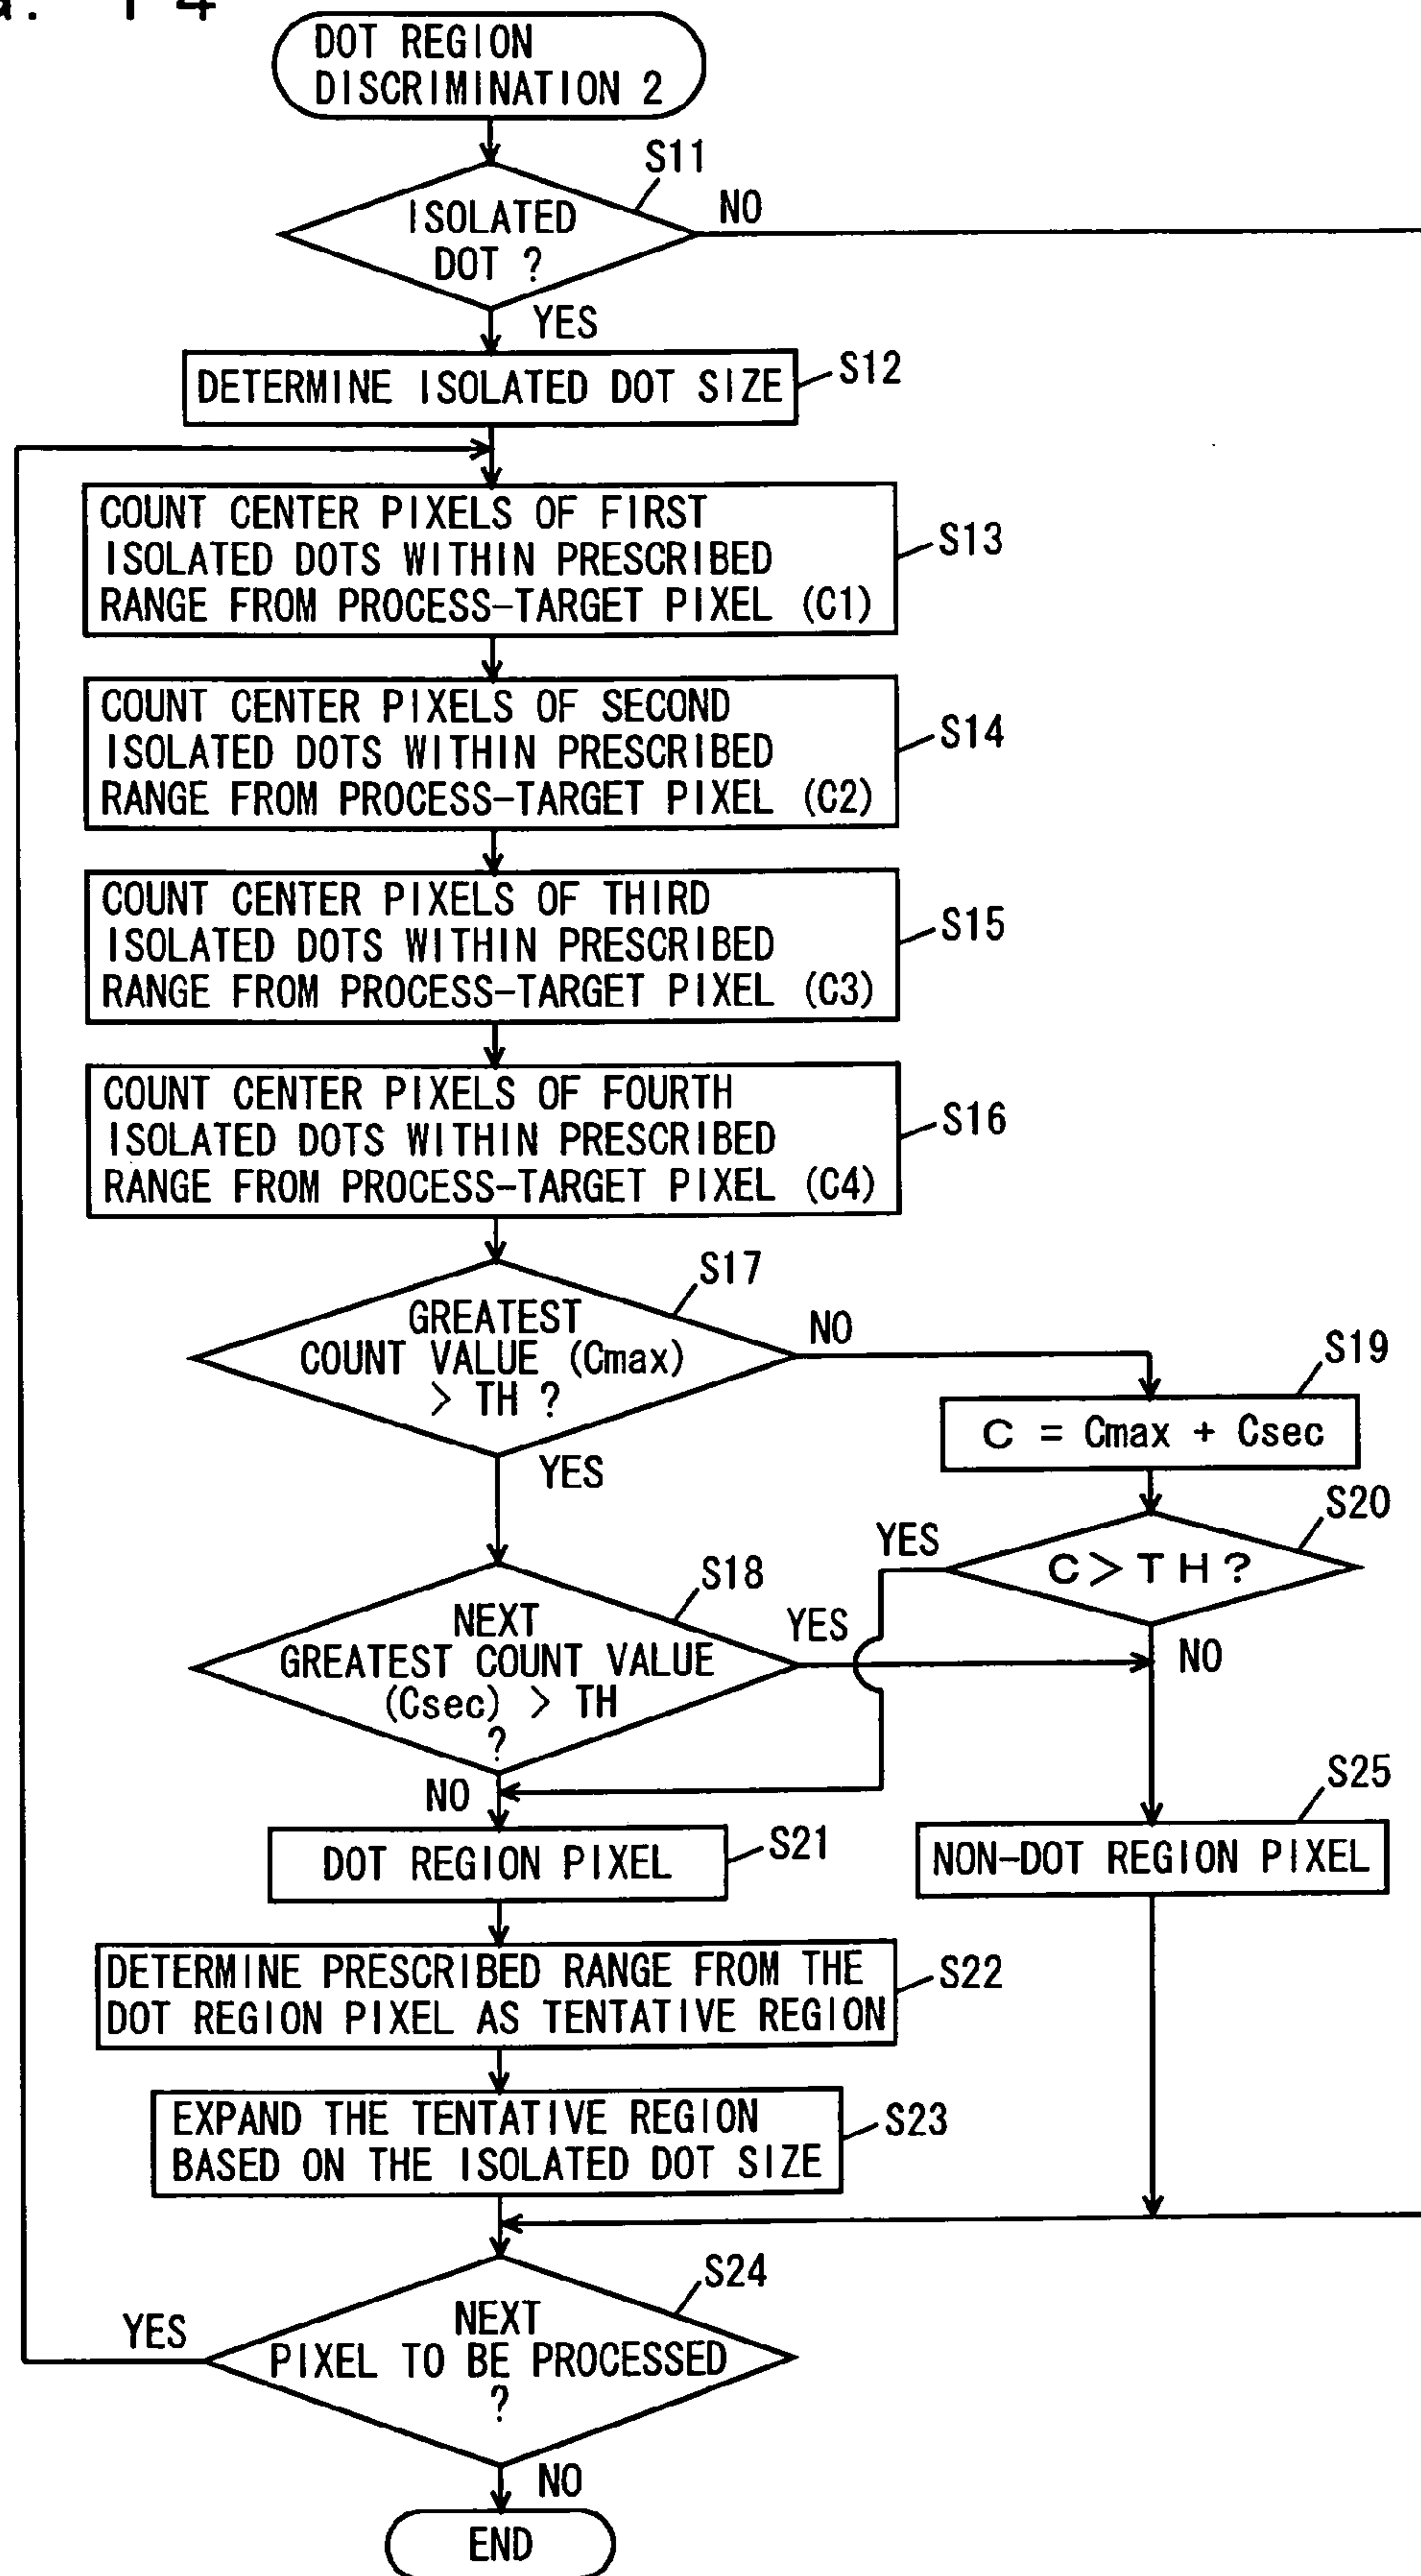 14
DOT REGION
DISCRIMINATION 2
S11
ISOLATED
DOT ?
NO
YES
DETERMINE ISOLATED DOT SIZE
S12
COUNT CENTER PIXELS OF FIRST
ISOLATED DOTS WITHIN PRESCRIBED
RANGE FROM PROCESS-TARGET PIXEL (C1)
S13
COUNT CENTER PIXELS OF SECOND
ISOLATED DOTS WITHIN PRESCRIBED
RANGE FROM PROCESS-TARGET PIXEL (C2)
S14
COUNT CENTER PIXELS OF THIRD
ISOLATED DOTS WITHIN PRESCRIBED
RANGE FROM PROCESS-TARGET PIXEL (C3)
S15
COUNT CENTER PIXELS OF FOURTH
ISOLATED DOTS WITHIN PRESCRIBED
RANGE FROM PROCESS-TARGET PIXEL (C4)
S16
S17
GREATEST
COUNT VALUE (Cmax)
> TH ?
NO
YES
S19
C = Cmax + Csec
S20
C > TH ?
YES
NO
S18
NEXT
GREATEST COUNT VALUE
(Csec) > TH
?
YES
NO
DOT REGION PIXEL
S21
S25
NON-DOT REGION PIXEL
DETERMINE PRESCRIBED RANGE FROM THE
DOT REGION PIXEL AS TENTATIVE REGION
S22
EXPAND THE TENTATIVE REGION
BASED ON THE ISOLATED DOT SIZE
S23
S24
NEXT
PIXEL TO BE PROCESSED
?
YES
NO
END